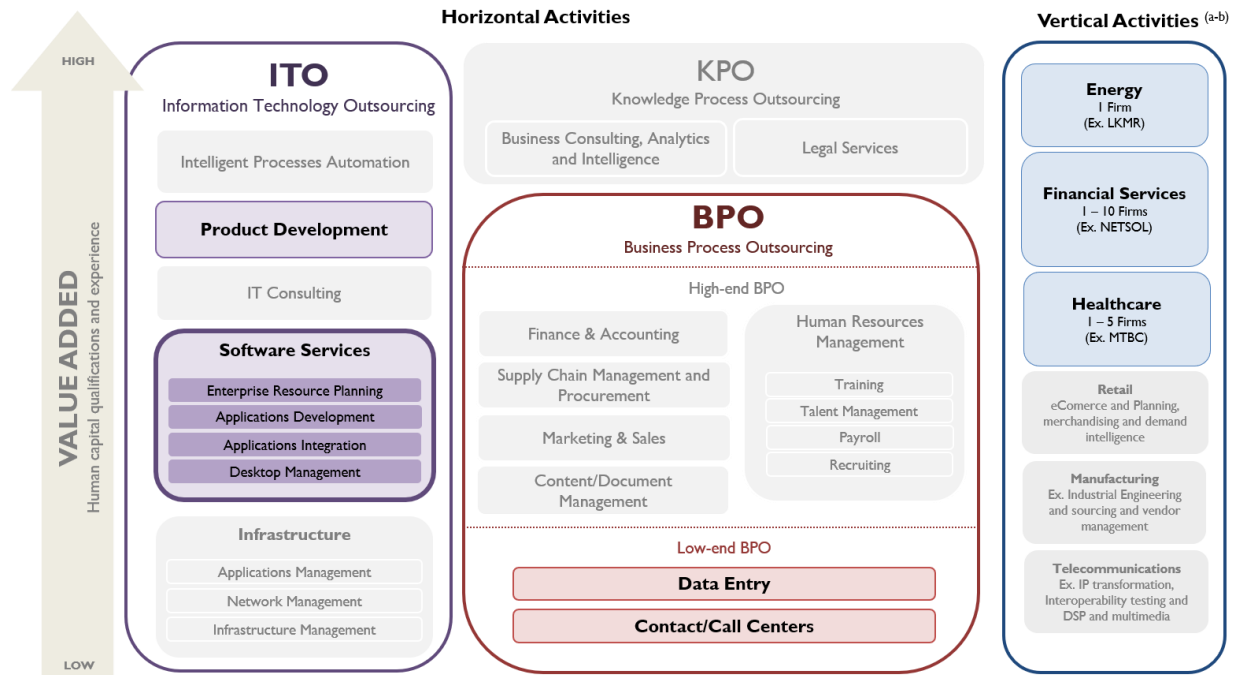 Horizontal Activities
Vertical Activities (a-b)
HIGH
VALUE ADDED
Human capital qualifications and experience
LOW
ITO
Information Technology Outsourcing
Intelligent Processes Automation
Product Development
IT Consulting
Software Services
Enterprise Resource Planning
Applications Development
Applications Integration
Desktop Management
Infrastructure
Applications Management
Network Management
Infrastructure Management
KPO
Knowledge Process Outsourcing
Business Consulting, Analytics
and Intelligence
Legal Services
BPO
Business Process Outsourcing
High-end BPO
Finance & Accounting
Supply Chain Management and
Procurement
Marketing & Sales
Content/Document
Management
Human Resources
Management
Training
Talent Management
Payroll
Recruiting
Low-end BPO
Data Entry
Contact/Call Centers
Energy
1 Firm
(Ex. LKMR)
Financial Services
1 – 10 Firms
(Ex. NETSOL)
Healthcare
1 – 5 Firms
(Ex. MTBC)
Retail
eComerce and Planning,
merchandising and demand
intelligence
Manufacturing
Ex. Industrial Engineering
and sourcing and vendor
management
Telecommunications
Ex. IP transformation,
Interoperability testing and
DSP and multimedia